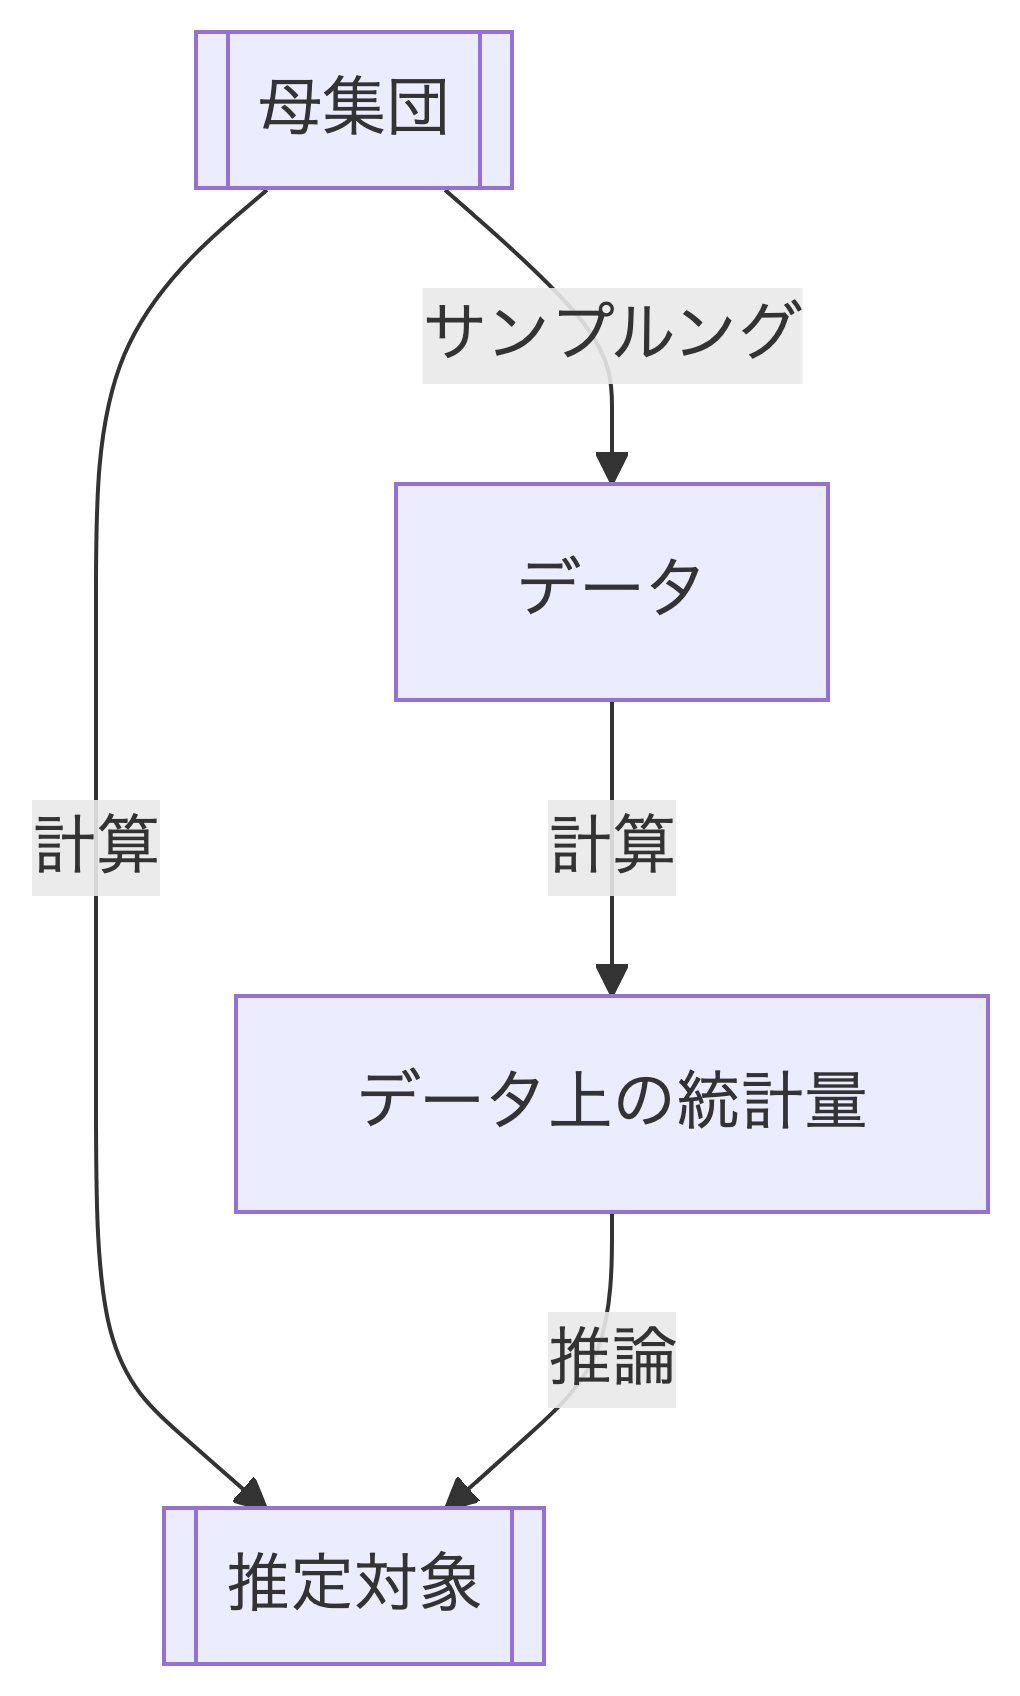 母集団
サンプルング
データ
計算
計算
データ上の統計量
推論
推定対象